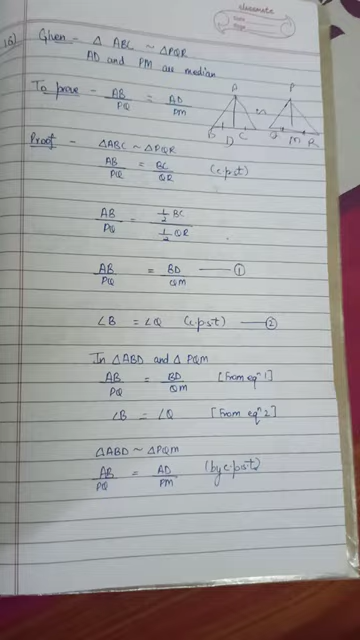 classmate
Date
Page
16) Given - △ ABC ~ △PQR
AD and PM are median
To prove - AB/PQ = AD/PM
A P
B D C ~ Q M R
Proof - △ABC ~ △PQR
AB/PQ = BC/QR (c.p.s.t)
AB/PQ = ½ BC / ½ QR
AB/PQ = BD/QM —— ①
∠B = ∠Q (c.p.s.t) —— ②
In △ABD and △ PQM
AB/PQ = BD/QM [From eqⁿ 1]
∠B = ∠Q [From eqⁿ 2]
△ABD ~ △PQM
AB/PQ = AD/PM (by c.p.s.t)